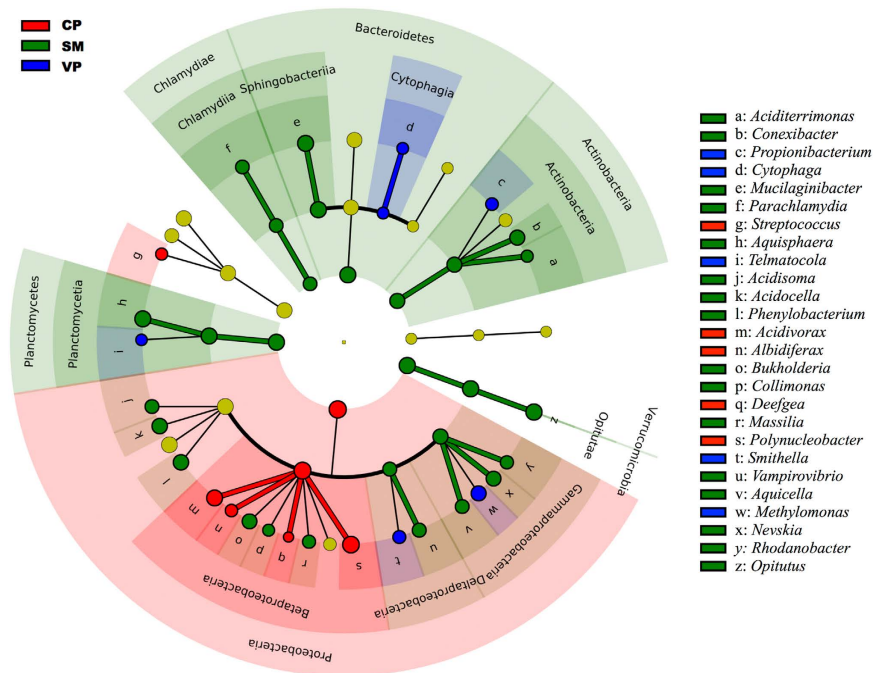 CP
SM
VP
Chlamydiae
Bacteroidetes
Sphingobacteriia
Chlamydiia
Cytophagia
Actinobacteria
Actinobacteria
f
e
d
c
b
a
g
h
i
Planctomycetes
Planctomycetia
j
k
l
m
n
o
p
q
r
s
t
u
v
w
x
y
z
Opitutae
Verrucomicrobia
Gammaproteobacteria
Deltaproteobacteria
Betaproteobacteria
Proteobacteria
a: Aciditerrimonas
b: Conexibacter
c: Propionibacterium
d: Cytophaga
e: Mucilaginibacter
f: Parachlamydia
g: Streptococcus
h: Aquisphaera
i: Telmatocola
j: Acidisoma
k: Acidocella
l: Phenylobacterium
m: Acidivorax
n: Albidiferax
o: Bukholderia
p: Collimonas
q: Deefgea
r: Massilia
s: Polynucleobacter
t: Smithella
u: Vampirovibrio
v: Aquicella
w: Methylomonas
x: Nevskia
y: Rhodanobacter
z: Opitutus